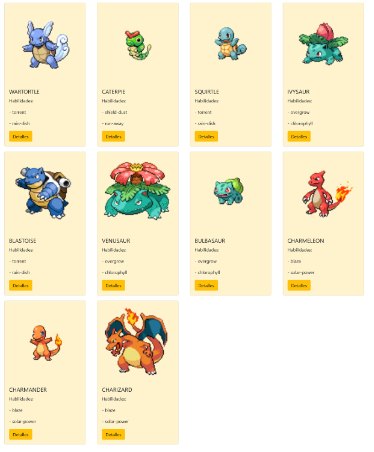 WARTORTLE
Habilidades:
- torrent
- rain-dish
Detalles
CATERPIE
Habilidades:
- shield-dust
- run-away
Detalles
SQUIRTLE
Habilidades:
- torrent
- rain-dish
Detalles
IVYSAUR
Habilidades:
- overgrow
- chlorophyll
Detalles
BLASTOISE
Habilidades:
- torrent
- rain-dish
Detalles
VENUSAUR
Habilidades:
- overgrow
- chlorophyll
Detalles
BULBASAUR
Habilidades:
- overgrow
- chlorophyll
Detalles
CHARMELEON
Habilidades:
- blaze
- solar-power
Detalles
CHARMANDER
Habilidades:
- blaze
- solar-power
Detalles
CHARIZARD
Habilidades:
- blaze
- solar-power
Detalles